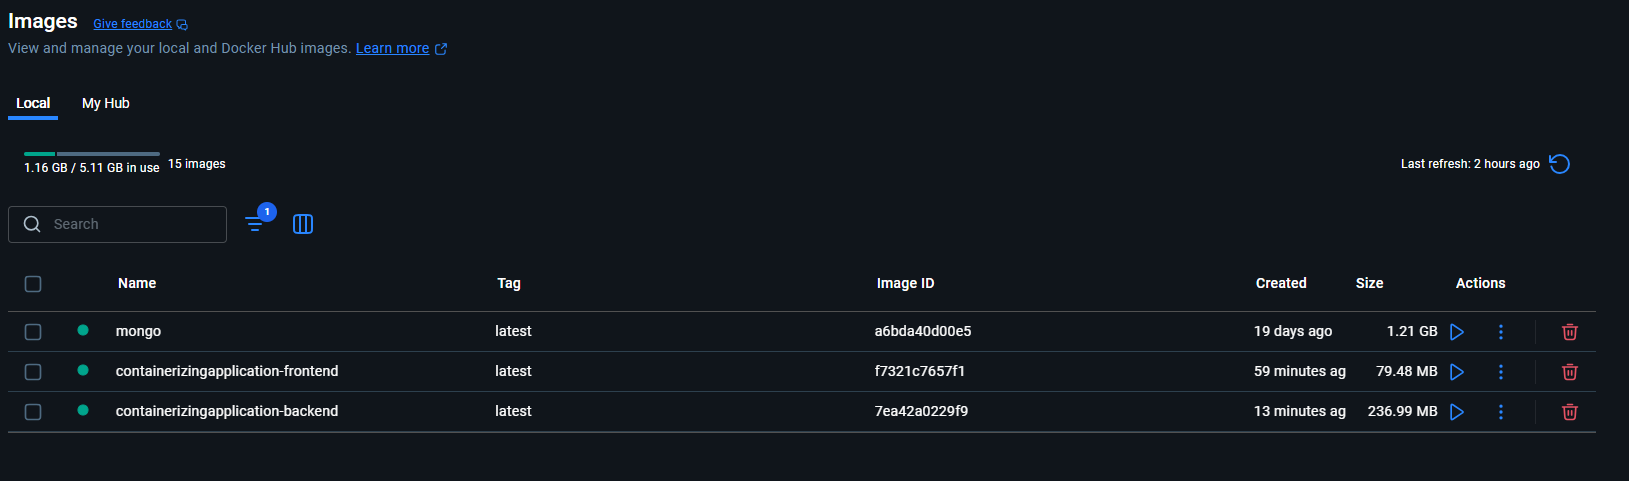 Images Give feedback
View and manage your local and Docker Hub images. Learn more
Local My Hub
1.16 GB / 5.11 GB in use 15 images Last refresh: 2 hours ago
Search 1
Name Tag Image ID Created Size Actions
mongo latest a6bda40d00e5 19 days ago 1.21 GB
containerizingapplication-frontend latest f7321c7657f1 59 minutes ag 79.48 MB
containerizingapplication-backend latest 7ea42a0229f9 13 minutes ag 236.99 MB